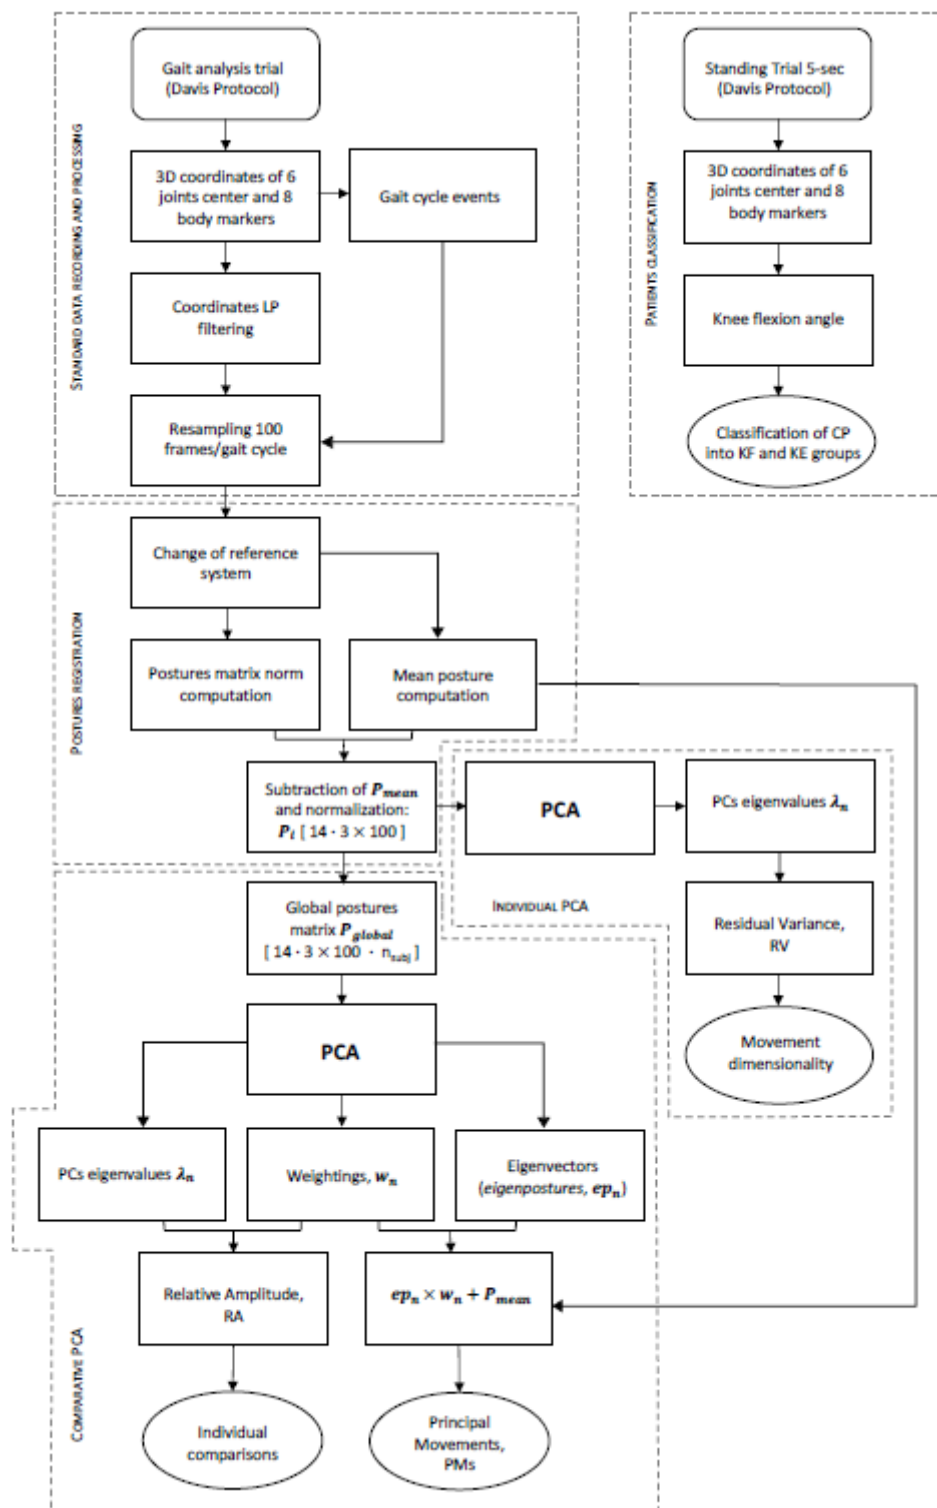 Gait analysis trial
(Davis Protocol)
3D coordinates of 6
joints center and 8
body markers
Gait cycle events
Coordinates LP
filtering
Resampling 100
frames/gait cycle
STANDARD DATA RECORDING AND PROCESSING
Standing Trial 5-sec
(Davis Protocol)
3D coordinates of 6
joints center and 8
body markers
Knee flexion angle
Classification of CP
into KF and KE groups
PATIENTS CLASSIFICATION
Change of reference
system
Postures matrix norm
computation
Mean posture
computation
Subtraction of P_mean
and normalization:
P_i [ 14 · 3 × 100 ]
POSTURES REGISTRATION
PCA
PCs eigenvalues λ_n
Residual Variance,
RV
Movement
dimensionality
INDIVIDUAL PCA
Global postures
matrix P_global
[ 14 · 3 × 100 · n_subj ]
PCA
PCs eigenvalues λ_n
Weightings, w_n
Eigenvectors
(eigenpostures, ep_n)
Relative Amplitude,
RA
ep_n × w_n + P_mean
Individual
comparisons
Principal
Movements,
PMs
COMPARATIVE PCA